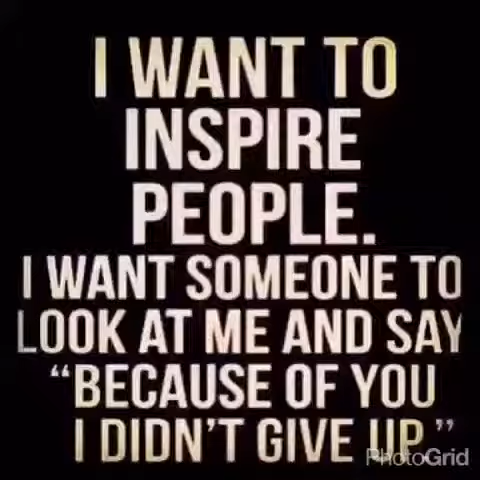 I WANT TO
INSPIRE
PEOPLE.
I WANT SOMEONE TO
LOOK AT ME AND SAY
“BECAUSE OF YOU
I DIDN'T GIVE UP.”
PhotoGrid